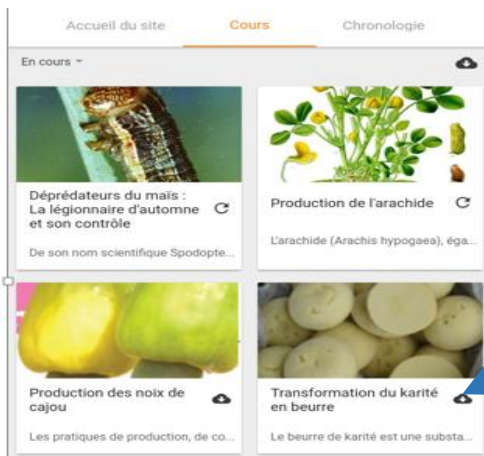 Accueil du site Cours Chronologie
En cours
Déprédateurs du maïs :
La légionnaire d'automne
et son contrôle
De son nom scientifique Spodopte...
Production de l'arachide
L'arachide (Arachis hypogaea), éga...
Production des noix de
cajou
Les pratiques de production, de co...
Transformation du karité
en beurre
Le beurre de karité est une substa...